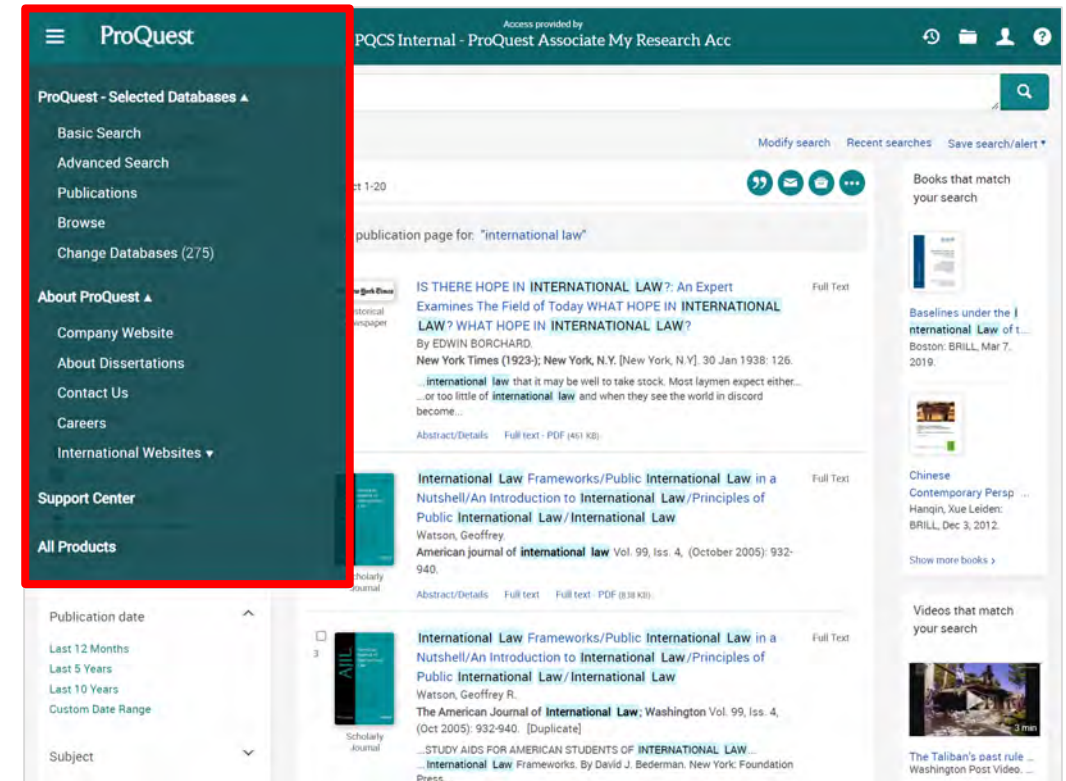 ProQuest
Access provided by
PQCS Internal - ProQuest Associate My Research Acc
ProQuest - Selected Databases
Basic Search
Advanced Search
Publications
Browse
Change Databases (275)
About ProQuest
Company Website
About Dissertations
Contact Us
Careers
International Websites
Support Center
All Products
Publication date
Last 12 Months
Last 5 Years
Last 10 Years
Custom Date Range
Subject
Modify search Recent searches Save search/alert
ct 1-20
publication page for: "international law"
IS THERE HOPE IN INTERNATIONAL LAW?: An Expert
Examines The Field of Today WHAT HOPE IN INTERNATIONAL
LAW? WHAT HOPE IN INTERNATIONAL LAW?
Full Text
By EDWIN BORCHARD.
New York Times (1923-); New York, N.Y. [New York, N.Y]. 30 Jan 1938: 126.
...international law that it may be well to take stock. Most laymen expect either...
...or too little of international law and when they see the world in discord
become...
Abstract/Details Full text - PDF (461 KB)
International Law Frameworks/Public International Law in a
Nutshell/An Introduction to International Law/Principles of
Public International Law/International Law
Full Text
Watson, Geoffrey.
American journal of international law Vol. 99, Iss. 4, (October 2005): 932-
940.
Abstract/Details Full text Full text - PDF (838 KB)
3
Scholarly
Journal
International Law Frameworks/Public International Law in a
Nutshell/An Introduction to International Law/Principles of
Public International Law/International Law
Full Text
Watson, Geoffrey R.
The American Journal of International Law; Washington Vol. 99, Iss. 4,
(Oct 2005): 932-940. [Duplicate]
...STUDY AIDS FOR AMERICAN STUDENTS OF INTERNATIONAL LAW...
...International Law Frameworks. By David J. Bederman. New York: Foundation
Press
Books that match
your search
Baselines under the I
nternational Law of t...
Boston: BRILL, Mar 7.
2019.
Chinese
Contemporary Persp ...
Hanqin, Xue Leiden:
BRILL, Dec 3, 2012.
Show more books >
Videos that match
your search
3 min
The Taliban's past rule ...
Washington Post Video. ...